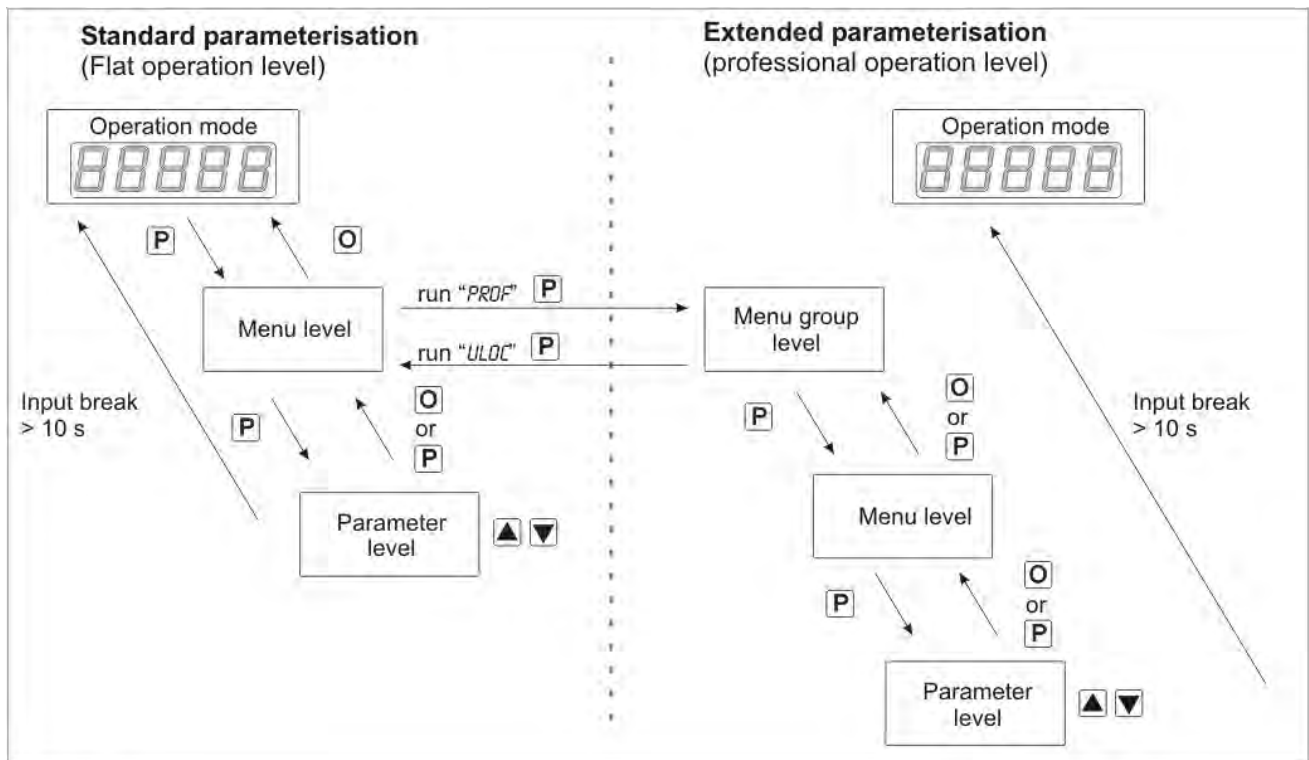 Standard parameterisation
(Flat operation level)
Operation mode
88888
P
O
Menu level
run “PROF” P
run “ULOC” P
Input break
> 10 s
P
O
or
P
Parameter
level
▲ ▼
Extended parameterisation
(professional operation level)
Operation mode
88888
Menu group
level
P
O
or
P
Input break
> 10 s
Menu level
P
O
or
P
Parameter
level
▲ ▼